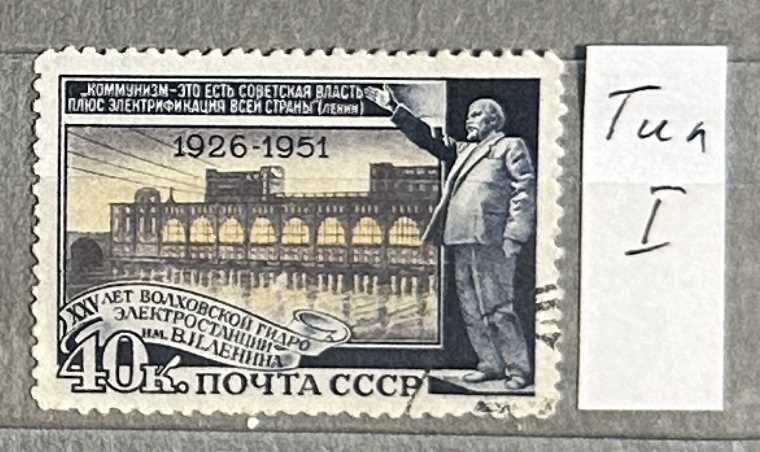 „КОММУНИЗМ-ЭТО ЕСТЬ СОВЕТСКАЯ ВЛАСТЬ
ПЛЮС ЭЛЕКТРИФИКАЦИЯ ВСЕЙ СТРАНЫ" (ЛЕНИН)
1926-1951
XXV ЛЕТ ВОЛХОВСКОЙ ГИДРО
ЭЛЕКТРОСТАНЦИИ
ИМ. В.И.ЛЕНИНА
40К. ПОЧТА СССР
Тип
I